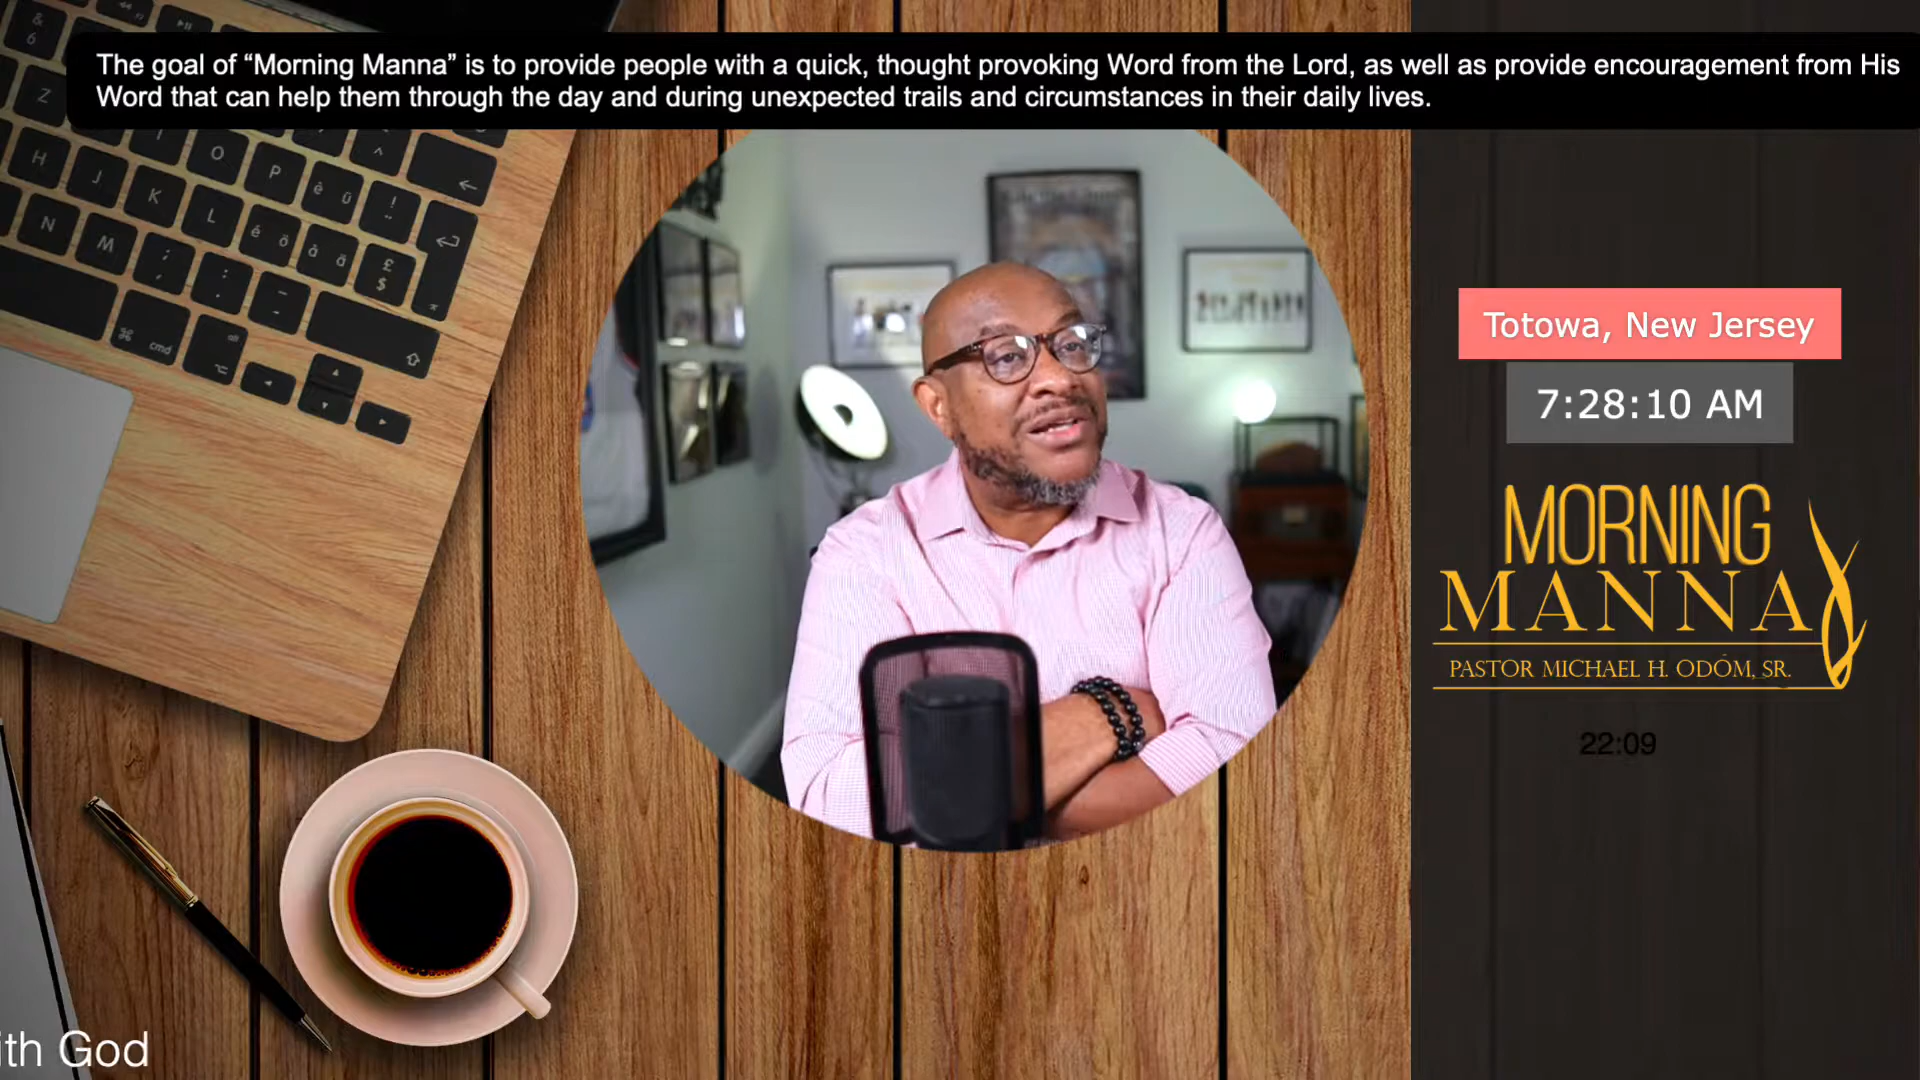 The goal of “Morning Manna” is to provide people with a quick, thought provoking Word from the Lord, as well as provide encouragement from His
Word that can help them through the day and during unexpected trails and circumstances in their daily lives.
Totowa, New Jersey
7:28:10 AM
MORNING
MANNA
PASTOR MICHAEL H. ODOM, SR.
22:09
ith God
&
6
Z
H
J
K
L
O
P
I
è
ü
^
!
N
M
é
ö
à
ä
£
$
;
,
:
.
_
-
⌘
cmd
alt